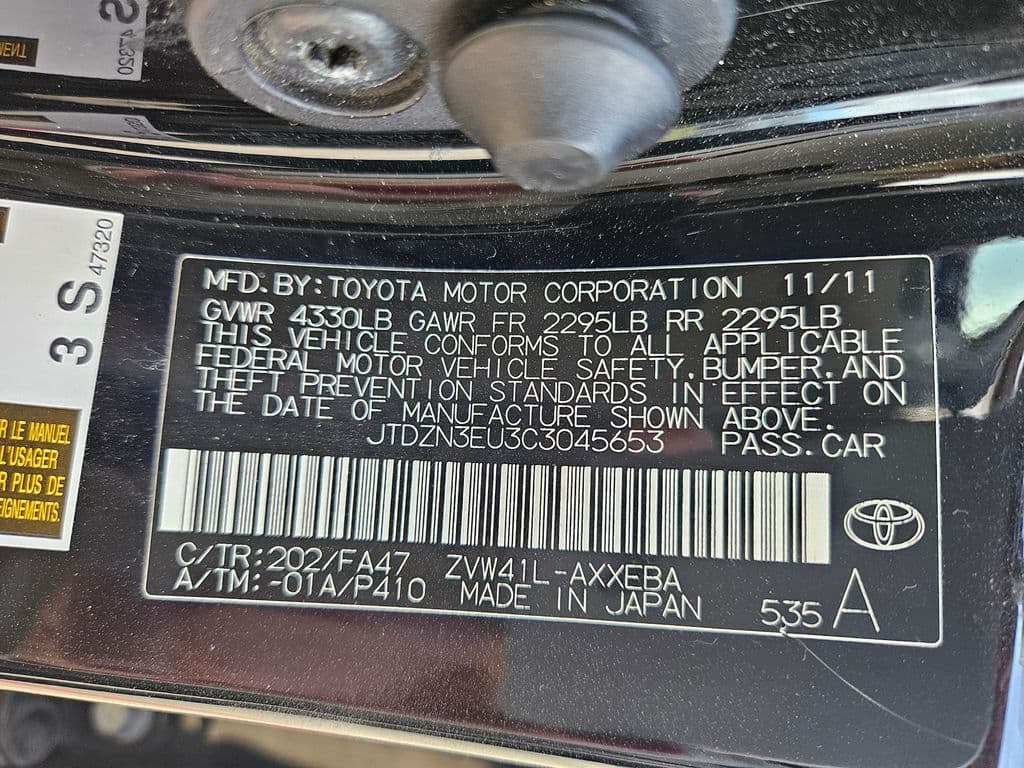 47320
3 S 47320
R LE MANUEL
L'USAGER
R PLUS DE
EIGNEMENTS.
MFD.BY:TOYOTA MOTOR CORPORATION 11/11
GVWR 4330LB GAWR FR 2295LB RR 2295LB
THIS VEHICLE CONFORMS TO ALL APPLICABLE
FEDERAL MOTOR VEHICLE SAFETY,BUMPER,AND
THEFT PREVENTION STANDARDS IN EFFECT ON
THE DATE OF MANUFACTURE SHOWN ABOVE.
JTDZN3EU3C3045653 PASS.CAR
C/TR:202/FA47 ZVW41L-AXXEBA
A/TM:-01A/P410 MADE IN JAPAN 535 A